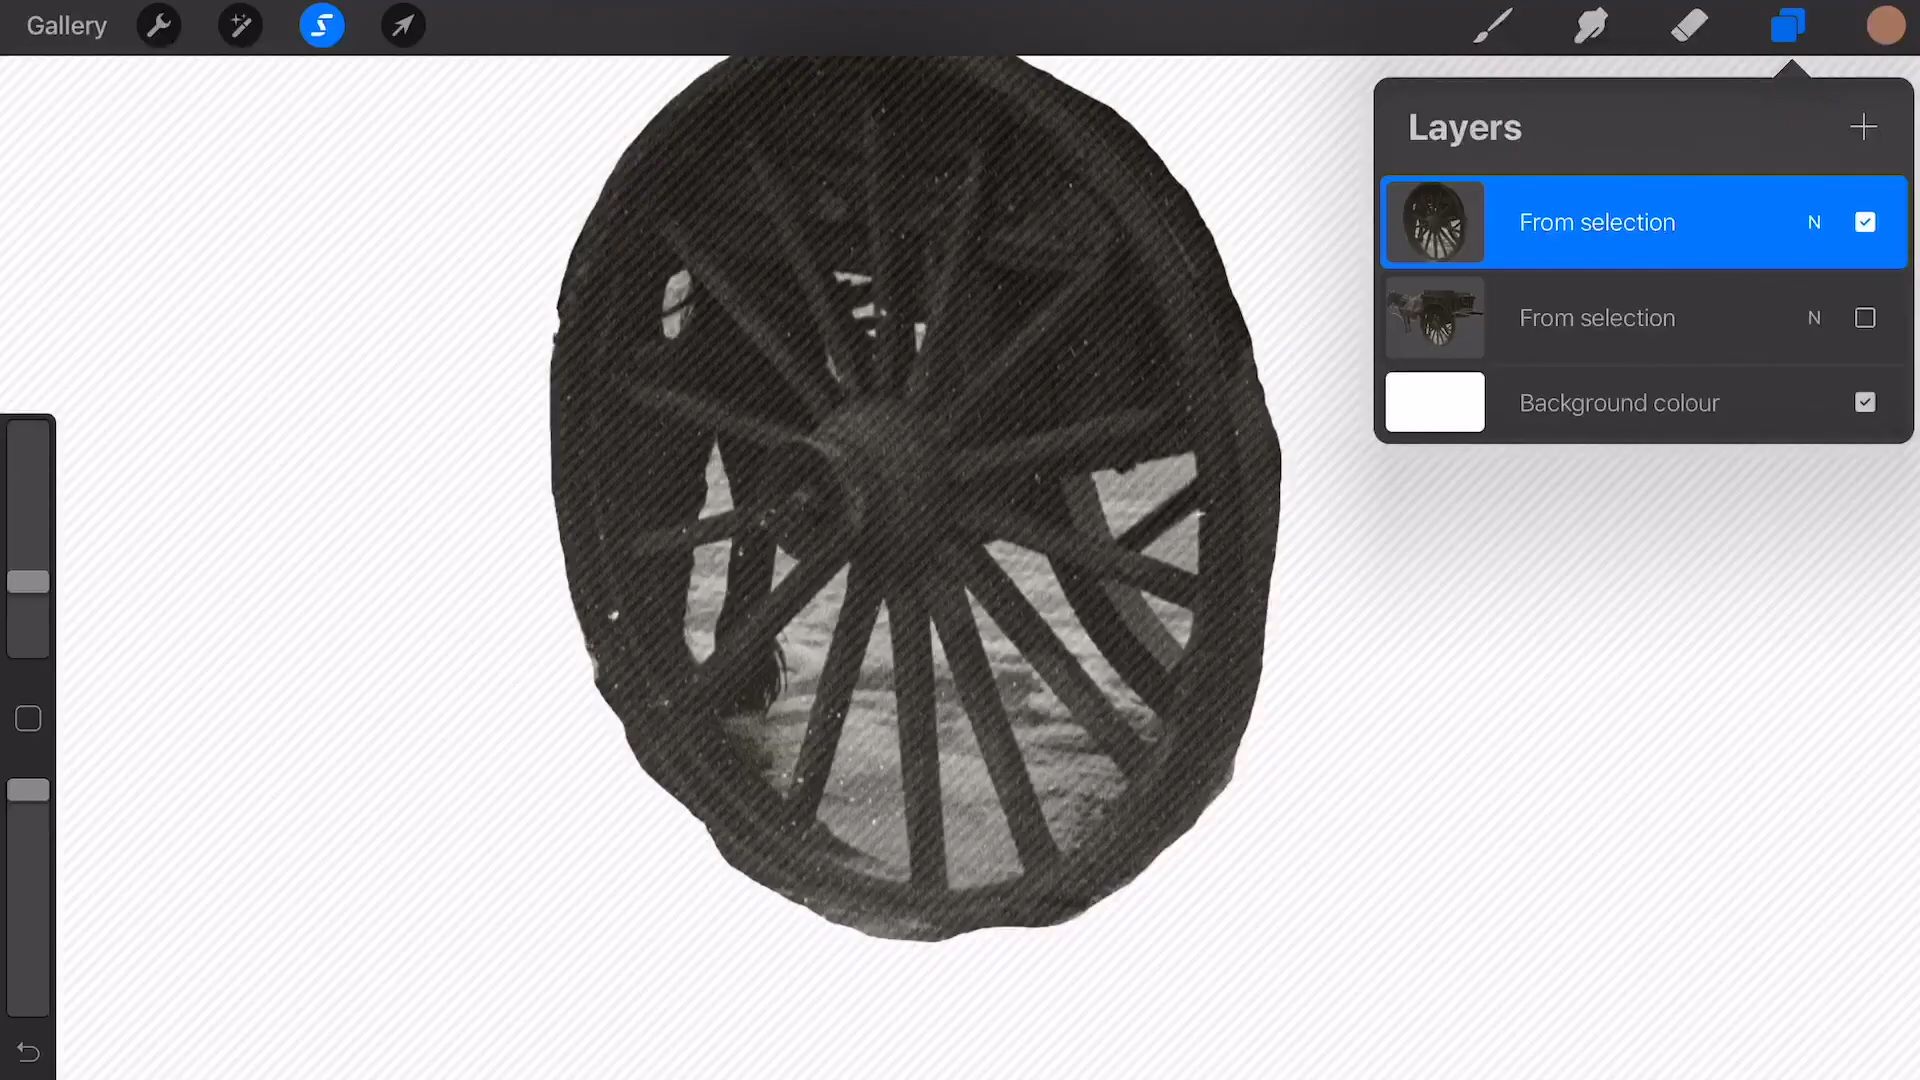 Gallery
Layers
From selection N
From selection N
Background colour